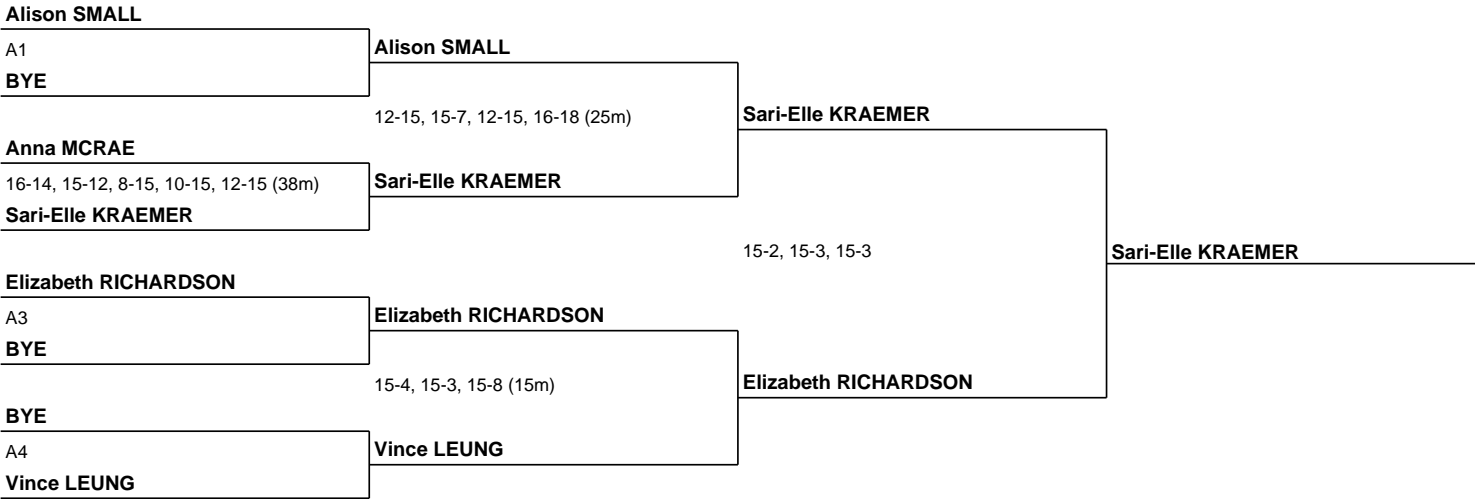 Alison SMALL
A1
BYE
Alison SMALL
12-15, 15-7, 12-15, 16-18 (25m)
Anna MCRAE
16-14, 15-12, 8-15, 10-15, 12-15 (38m)
Sari-Elle KRAEMER
Sari-Elle KRAEMER
Sari-Elle KRAEMER
15-2, 15-3, 15-3
Sari-Elle KRAEMER
Elizabeth RICHARDSON
A3
BYE
Elizabeth RICHARDSON
15-4, 15-3, 15-8 (15m)
Elizabeth RICHARDSON
BYE
A4
Vince LEUNG
Vince LEUNG